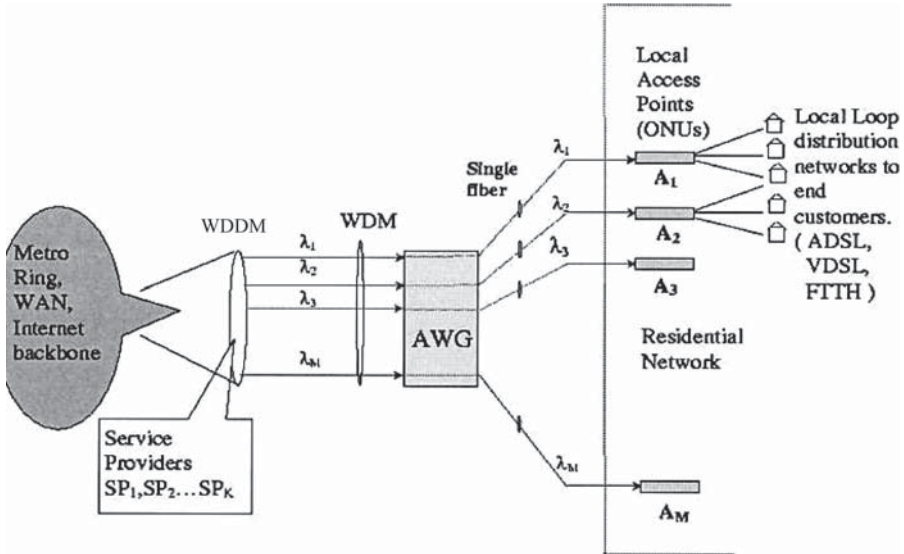 Metro
Ring,
WAN,
Internet
backbone
WDDM
λ1
λ2
λ3
λM
Service
Providers
SP1,SP2...SPK
WDM
AWG
Single
fiber
λ1
λ2
λ3
λM
Local
Access
Points
(ONUs)
A1
A2
A3
AM
Local Loop
distribution
networks to
end
customers.
( ADSL,
VDSL,
FTTH )
Residential
Network